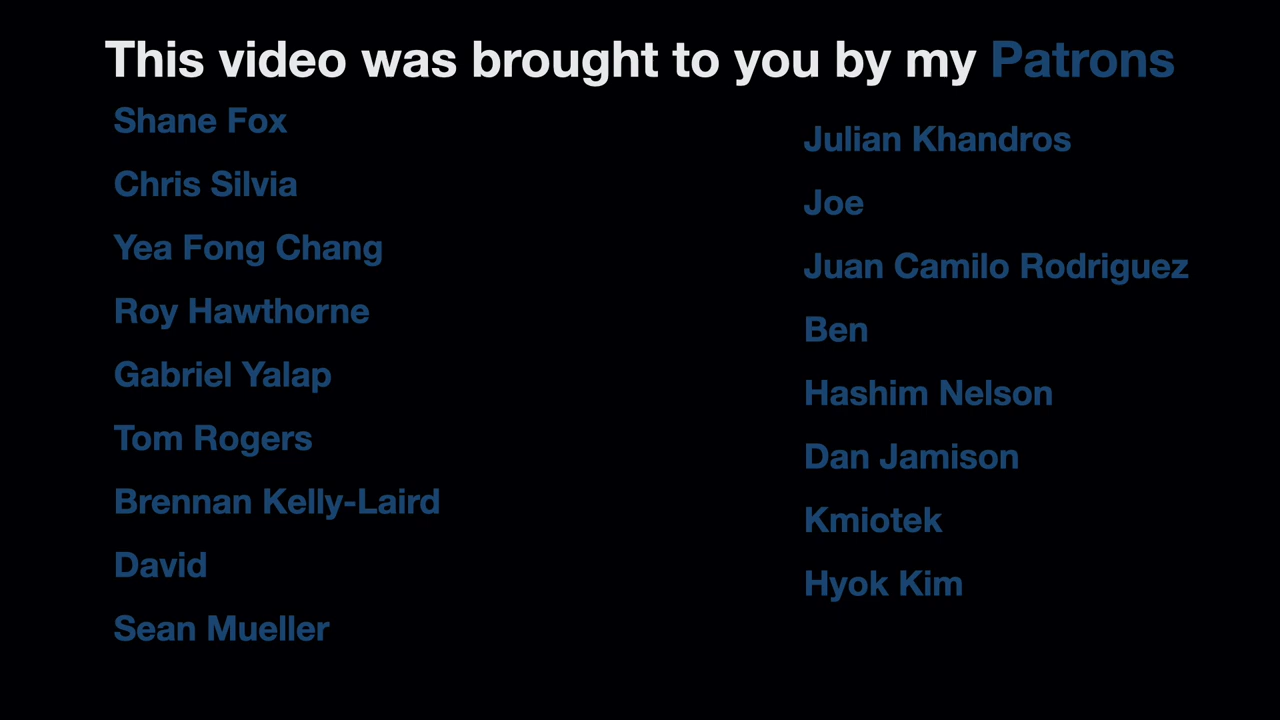 This video was brought to you by my Patrons
Shane Fox
Chris Silvia
Yea Fong Chang
Roy Hawthorne
Gabriel Yalap
Tom Rogers
Brennan Kelly-Laird
David
Sean Mueller
Julian Khandros
Joe
Juan Camilo Rodriguez
Ben
Hashim Nelson
Dan Jamison
Kmiotek
Hyok Kim